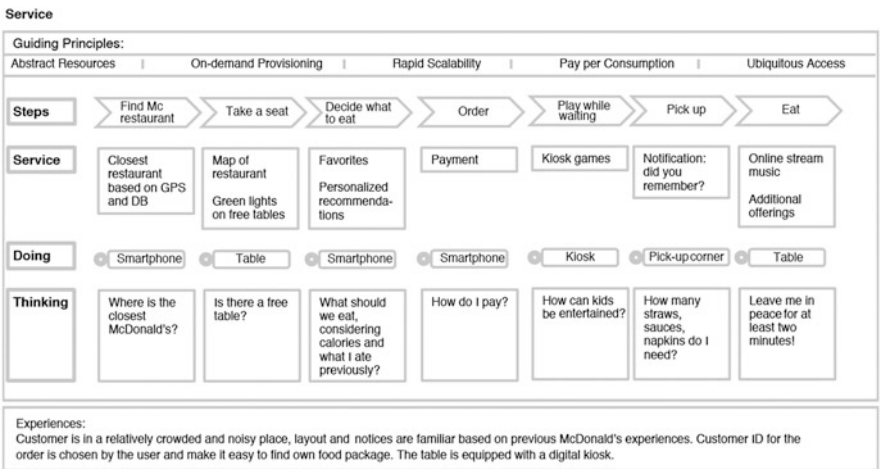 Service
Guiding Principles:
Abstract Resources | On-demand Provisioning | Rapid Scalability | Pay per Consumption | Ubiquitous Access
Steps
Find Mc
restaurant
Take a seat
Decide what
to eat
Order
Play while
waiting
Pick up
Eat
Service
Closest
restaurant
based on GPS
and DB
Map of
restaurant
Green lights
on free tables
Favorites
Personalized
recommenda-
tions
Payment
Kiosk games
Notification:
did you
remember?
Online stream
music
Additional
offerings
Doing
Smartphone
Table
Smartphone
Smartphone
Kiosk
Pick-up corner
Table
Thinking
Where is the
closest
McDonald's?
Is there a free
table?
What should
we eat,
considering
calories and
what I ate
previously?
How do I pay?
How can kids
be entertained?
How many
straws,
sauces,
napkins do I
need?
Leave me in
peace for at
least two
minutes!
Experiences:
Customer is in a relatively crowded and noisy place, layout and notices are familiar based on previous McDonald's experiences. Customer ID for the
order is chosen by the user and make it easy to find own food package. The table is equipped with a digital kiosk.